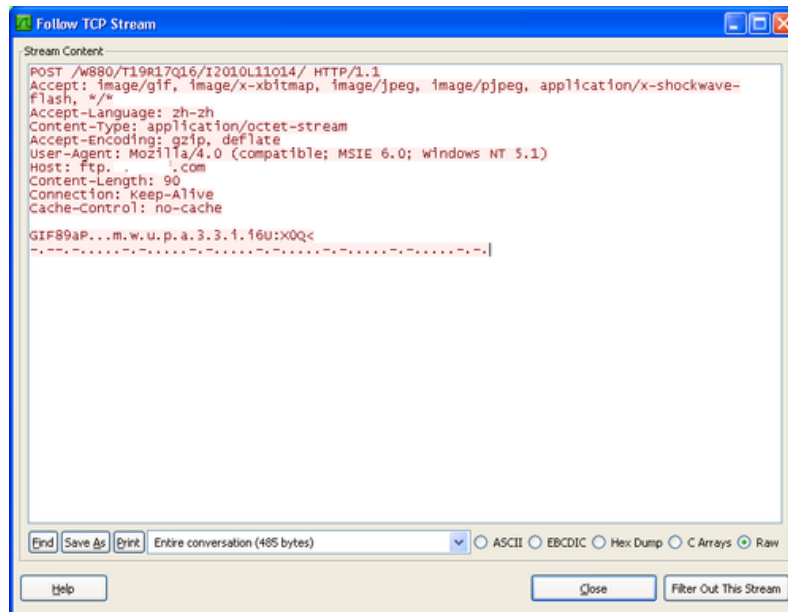 Follow TCP Stream
Stream Content
POST /W880/T19R17Q16/I2010L11O14/ HTTP/1.1
Accept: image/gif, image/x-xbitmap, image/jpeg, image/pjpeg, application/x-shockwave-
flash, */*
Accept-Language: zh-zh
Content-Type: application/octet-stream
Accept-Encoding: gzip, deflate
User-Agent: Mozilla/4.0 (compatible; MSIE 6.0; Windows NT 5.1)
Host: ftp. . .com
Content-Length: 90
Connection: Keep-Alive
Cache-Control: no-cache
GIF89aP...m.w.u.p.a.3.3.i.i6U:X0Q<
-.--.-.....-.-.....-.-.....-.-.....-.-.....-.-.....-.-.
Find Save As Print Entire conversation (485 bytes) ASCII EBCDIC Hex Dump C Arrays Raw
Help Close Filter Out This Stream